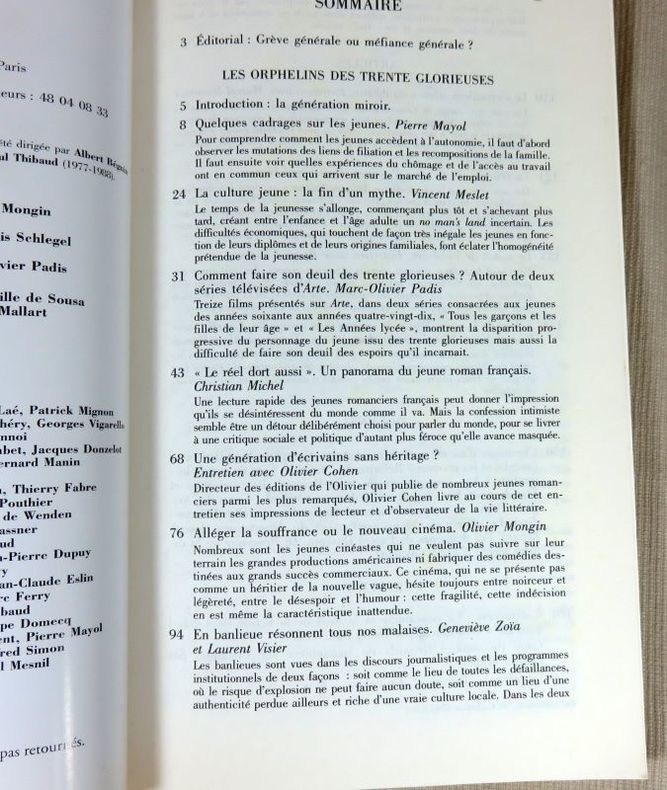 Paris
eurs : 48 04 08 33
été dirigée par Albert Béguin
ul Thibaud (1977-1988).
Mongin
is Schlegel
vier Padis
ille de Sousa
Mallart
Laé, Patrick Mignon
héry, Georges Vigarello
nnoi
abet, Jacques Donzelot
ernard Manin
, Thierry Fabre
Pouthier
de Wenden
assner
ud
n-Pierre Dupuy
y
an-Claude Eslin
rc Ferry
baud
ppe Domecq
ent, Pierre Mayol
red Simon
l Mesnil
pas retournés.
SOMMAIRE
3 Éditorial : Grève générale ou méfiance générale ?
LES ORPHELINS DES TRENTE GLORIEUSES
5 Introduction : la génération miroir.
8 Quelques cadrages sur les jeunes. Pierre Mayol
Pour comprendre comment les jeunes accèdent à l'autonomie, il faut d'abord
observer les mutations des liens de filiation et les recompositions de la famille.
Il faut ensuite voir quelles expériences du chômage et de l'accès au travail
ont en commun ceux qui arrivent sur le marché de l'emploi.
24 La culture jeune : la fin d'un mythe. Vincent Meslet
Le temps de la jeunesse s'allonge, commençant plus tôt et s'achevant plus
tard, créant entre l'enfance et l'âge adulte un no man's land incertain. Les
difficultés économiques, qui touchent de façon très inégale les jeunes en fonc-
tion de leurs diplômes et de leurs origines familiales, font éclater l'homogénéité
prétendue de la jeunesse.
31 Comment faire son deuil des trente glorieuses ? Autour de deux
séries télévisées d'Arte. Marc-Olivier Padis
Treize films présentés sur Arte, dans deux séries consacrées aux jeunes
des années soixante aux années quatre-vingt-dix, « Tous les garçons et les
filles de leur âge » et « Les Années lycée », montrent la disparition pro-
gressive du personnage du jeune issu des trente glorieuses mais aussi la
difficulté de faire son deuil des espoirs qu'il incarnait.
43 « Le réel dort aussi ». Un panorama du jeune roman français.
Christian Michel
Une lecture rapide des jeunes romanciers français peut donner l'impression
qu'ils se désintéressent du monde comme il va. Mais la confession intimiste
semble être un détour délibérément choisi pour parler du monde, pour se livrer
à une critique sociale et politique d'autant plus féroce qu'elle avance masquée.
68 Une génération d'écrivains sans héritage ?
Entretien avec Olivier Cohen
Directeur des éditions de l'Olivier qui publie de nombreux jeunes roman-
ciers parmi les plus remarqués, Olivier Cohen livre au cours de cet en-
tretien ses impressions de lecteur et d'observateur de la vie littéraire.
76 Alléger la souffrance ou le nouveau cinéma. Olivier Mongin
Nombreux sont les jeunes cinéastes qui ne veulent pas suivre sur leur
terrain les grandes productions américaines ni fabriquer des comédies des-
tinées aux grands succès commerciaux. Ce cinéma, qui ne se présente pas
comme un héritier de la nouvelle vague, hésite toujours entre noirceur et
légèreté, entre le désespoir et l'humour : cette fragilité, cette indécision
en est même la caractéristique inattendue.
94 En banlieue résonnent tous nos malaises. Geneviève Zoïa
et Laurent Visier
Les banlieues sont vues dans les discours journalistiques et les programmes
institutionnels de deux façons : soit comme le lieu de toutes les défaillances,
où le risque d'explosion ne peut faire aucun doute, soit comme un lieu d'une
authenticité perdue ailleurs et riche d'une vraie culture locale. Dans les deux